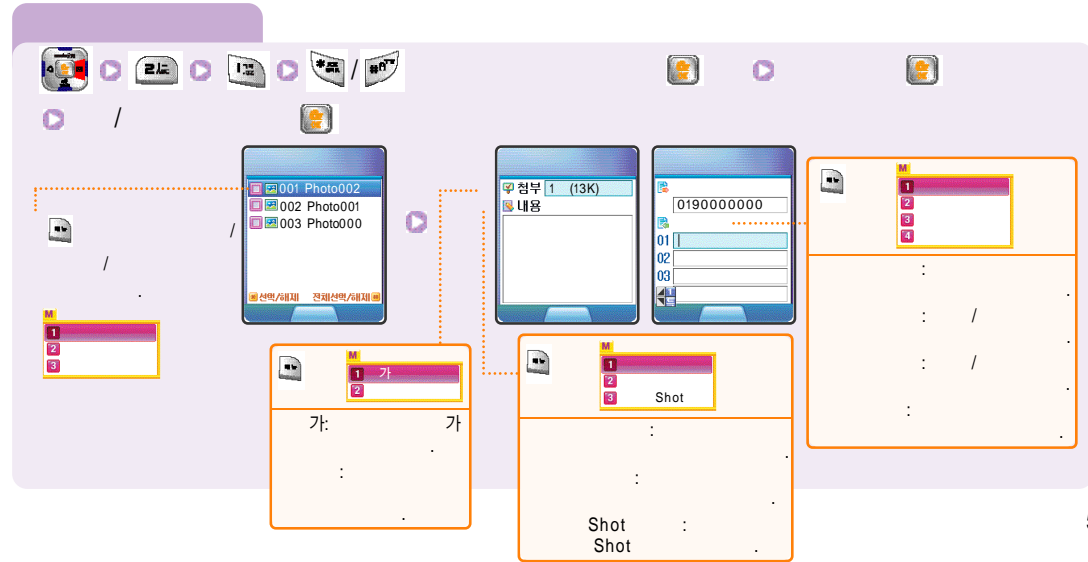 /
/
001 Photo002
002 Photo001
003 Photo000
선택/해제 전체선택/해제
/
/
.
M
1
2
3
첨부 1 (13K)
내용
0190000000
01
02
03
M
1 가
2
가: 가
.
:
.
M
1
2
3 Shot
:
.
:
.
Shot :
Shot .
M
1
2
3
4
:
.
: /
.
: /
.
:
.